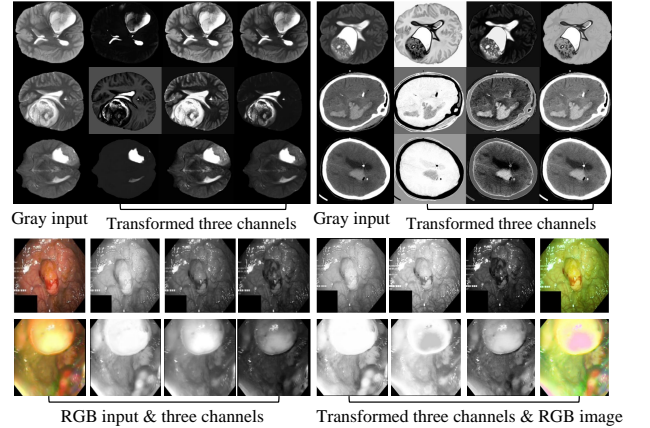 Gray input
Transformed three channels
Gray input
Transformed three channels
RGB input & three channels
Transformed three channels & RGB image